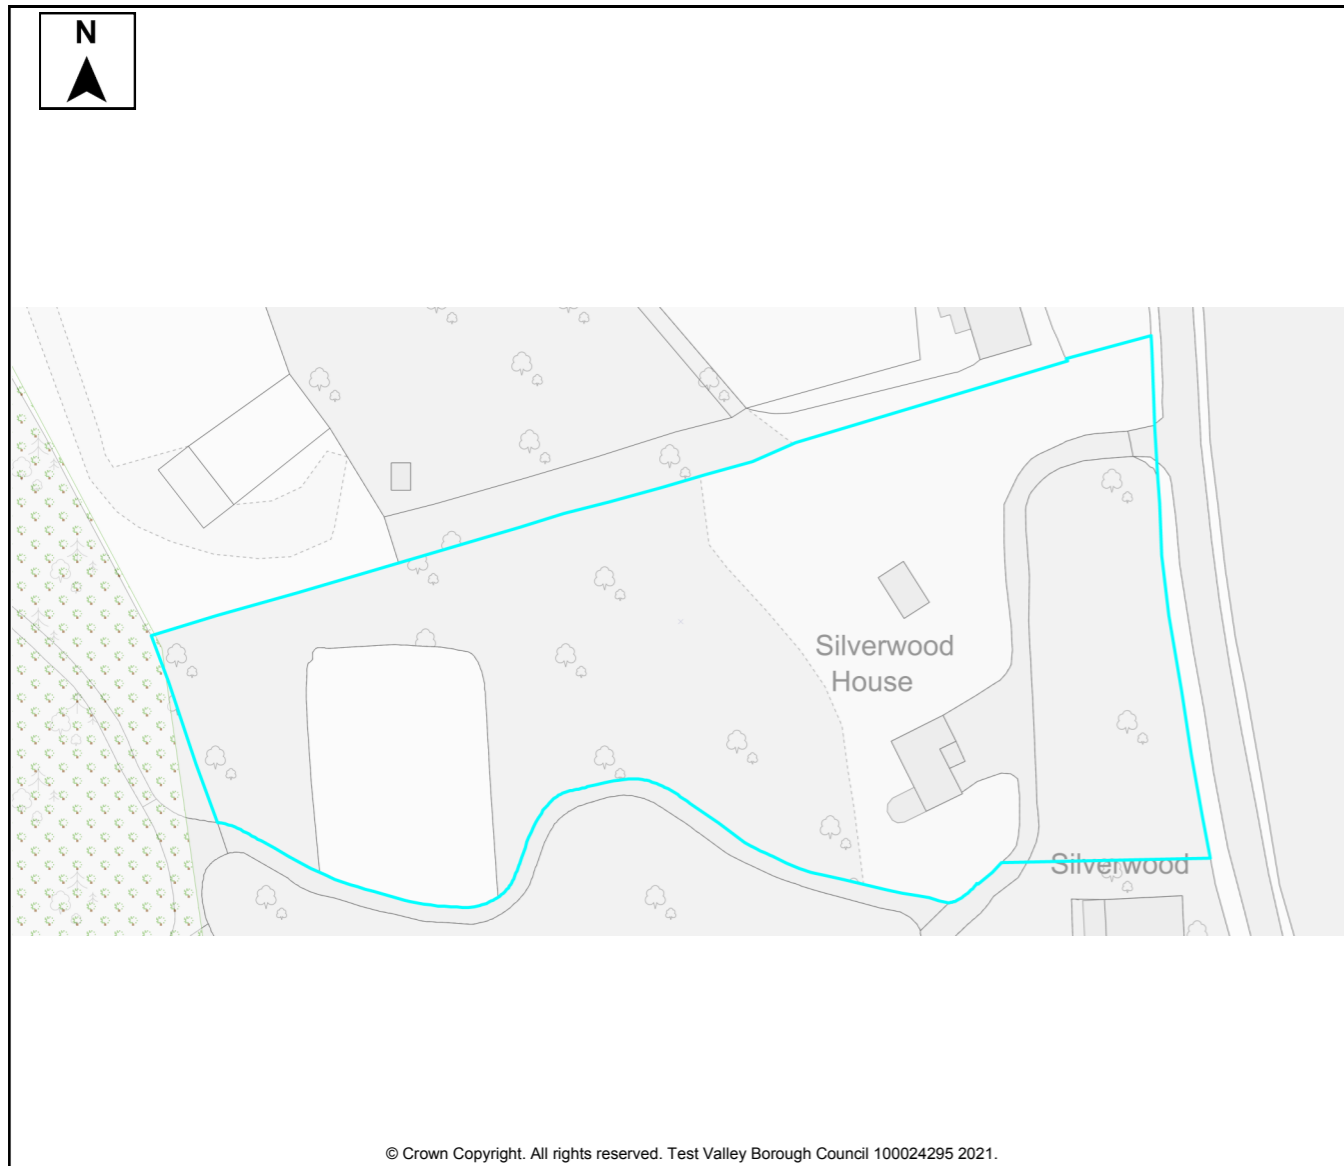 N
Silverwood
House
Silverwood
© Crown Copyright. All rights reserved. Test Valley Borough Council 100024295 2021.